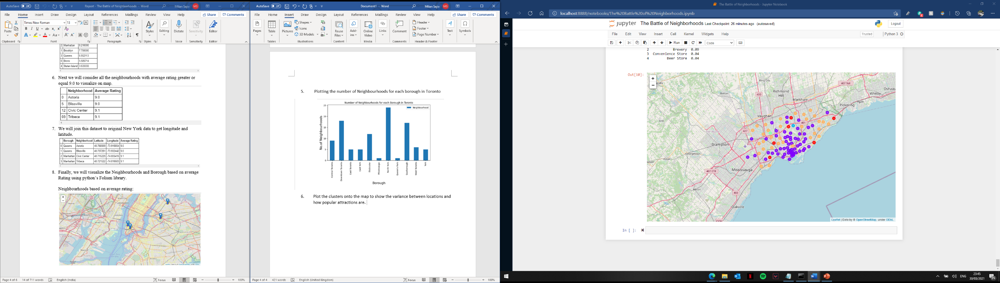 AutoSave Off Report - The Battle of Neighborhoods - Word Milan Sajiv MS
File Home Insert Draw Design Layout References Mailings Review View Help Share Comments
Times New Roman 13
Paste Styles Editing Dictate Sensitivity Editor
Clipboard Font Paragraph Styles Voice Sensitivity Editor
2 Manhattan 8.210000
1 Brooklyn 7.700000
3 Queens 6.552113
0 Bronx 5.505714
4 Staten Island 3.533333
6. Next we will consider all the neighbourhoods with average rating greater or
equal 9.0 to visualize on map.
Neighborhood Average Rating
0 Astoria 9.0
5 Blissville 9.0
12 Civic Center 9.1
69 Tribeca 9.1
7. We will join this dataset to original New York data to get longitude and
latitude.
Borough Neighborhood Latitude Longitude Average Rating
0 Queens Astoria 40.768509 -73.915654 9.0
1 Queens Blissville 40.737251 -73.932442 9.0
2 Manhattan Civic Center 40.715229 -74.005415 9.1
3 Manhattan Tribeca 40.721522 -74.010683 9.1
8. Finally, we will visualize the Neighbourhoods and Borough based on average
Rating using python's Folium library.
Neighbourhoods based on average rating:
+
−
Page 4 of 6 14 of 711 words English (India) Focus 100%
AutoSave Off Document1 - Word Milan Sajiv MS
File Home Insert Draw Design Layout References Mailings Review View Help Share Comments
Pages Table Pictures Shapes Icons 3D Models Reuse Files Add-ins Online Video Links Comment Header Footer Page Number Text Symbols
Tables Illustrations Content Media Comments Header & Footer
5. Plotting the number of Neighbourhoods for each borough in Toronto
Number of Neighbourhoods for each Borough in Toronto
Neighbourhood
25
20
15
10
5
0
No.of Neighbourhoods
Central Toronto Downtown Toronto East Toronto East York Etobicoke Mississauga North York Queen's Park Scarborough West Toronto York
Borough
6. Plot the clusters onto the map to show the variance between locations and
how popular attractions are.
Page 4 of 4 421 words English (United Kingdom) Focus 100%
The Battle of Neighborhoods - Jupyter Notebook
localhost:8888/notebooks/The%20Battle%20of%20Neighborhoods.ipynb
jupyter The Battle of Neighborhoods Last Checkpoint: 26 minutes ago (autosaved) Logout
File Edit View Insert Cell Kernel Widgets Help Trusted Python 3
Run Code
2 Brewery 0.09
3 Convenience Store 0.04
4 Beer Store 0.04
Out[10]:
+
−
King City
407 Toll
Oshawa
Richmond Hill
Whitby
Bolton
400
Markham
Ajax
Pickering
Vaughan
Erin
401
427
Peel Region
Brampton
Georgetown
Acton
407 ETR
Mississauga
Milton
403
Oakville
Leaflet | Data by © OpenStreetMap, under ODbL.
In [ ]:
ENG
23:45
30/03/2021
26